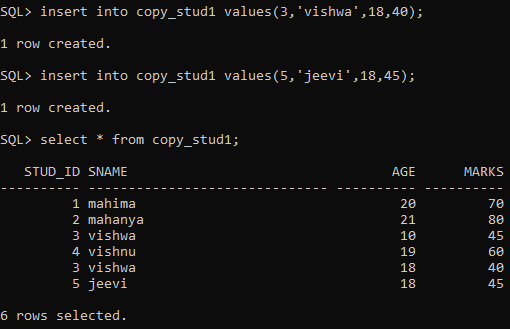 SQL> insert into copy_stud1 values(3,'vishwa',18,40);
1 row created.
SQL> insert into copy_stud1 values(5,'jeevi',18,45);
1 row created.
SQL> select * from copy_stud1;
   STUD_ID SNAME                                 AGE      MARKS
---------- ------------------------------ ---------- ----------
         1 mahima                                 20         70
         2 mahanya                                21         80
         3 vishwa                                 10         45
         4 vishnu                                 19         60
         3 vishwa                                 18         40
         5 jeevi                                  18         45
6 rows selected.